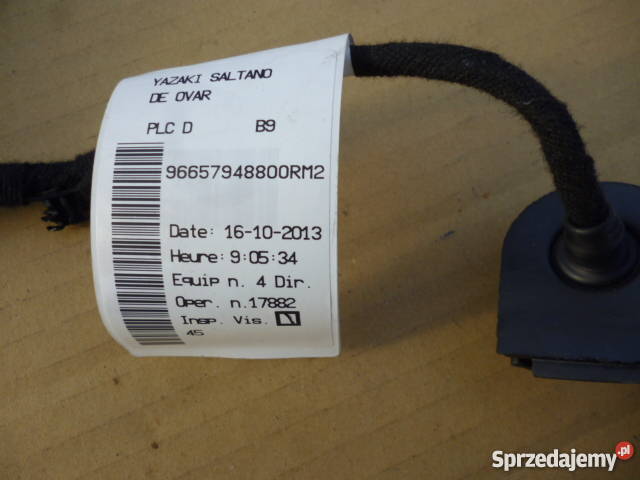 YAZAKI SALTANO
DE OVAR
PLC D B9
96657948800RM2
Date: 16-10-2013
Heure: 9:05:34
Equip n. 4 Dir.
Oper. n.17882
Insp. Vis.
45
Sprzedajemy.pl